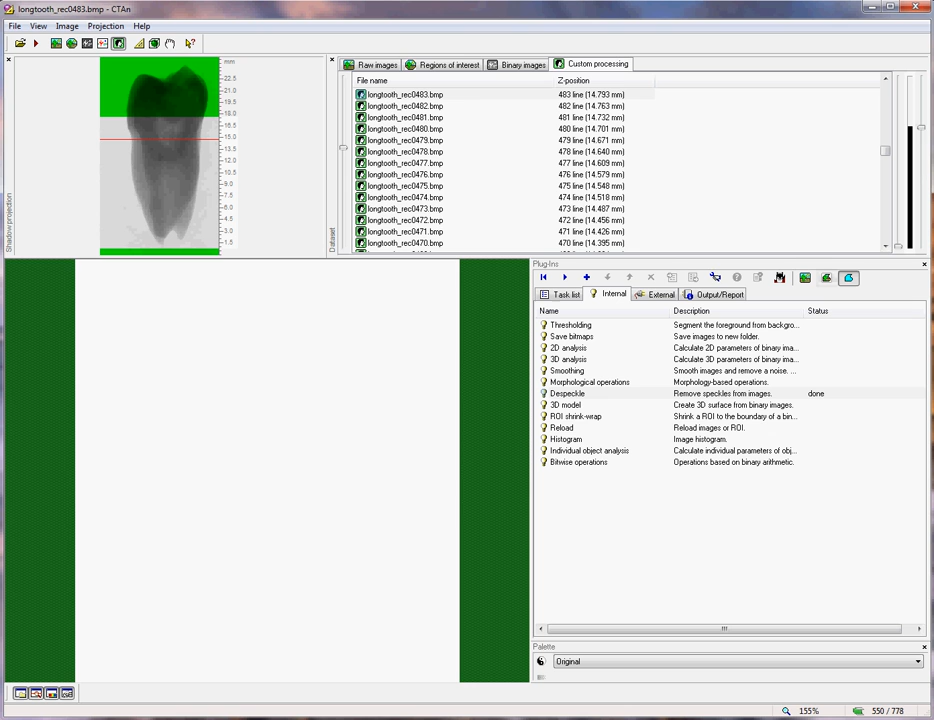 longtooth_rec0483.bmp - CTAn
File View Image Projection Help
Shadow projection
mm
22.5
21.0
19.5
18.0
16.5
15.0
13.5
12.0
10.5
9.0
7.5
6.0
4.5
3.0
1.5
Dataset
Raw images Regions of interest Binary images Custom processing
File name Z-position
longtooth_rec0483.bmp 483 line (14.793 mm)
longtooth_rec0482.bmp 482 line (14.763 mm)
longtooth_rec0481.bmp 481 line (14.732 mm)
longtooth_rec0480.bmp 480 line (14.701 mm)
longtooth_rec0479.bmp 479 line (14.671 mm)
longtooth_rec0478.bmp 478 line (14.640 mm)
longtooth_rec0477.bmp 477 line (14.609 mm)
longtooth_rec0476.bmp 476 line (14.579 mm)
longtooth_rec0475.bmp 475 line (14.548 mm)
longtooth_rec0474.bmp 474 line (14.518 mm)
longtooth_rec0473.bmp 473 line (14.487 mm)
longtooth_rec0472.bmp 472 line (14.456 mm)
longtooth_rec0471.bmp 471 line (14.426 mm)
longtooth_rec0470.bmp 470 line (14.395 mm)
Plug-Ins
Task list Internal External Output/Report
Name Description Status
Thresholding Segment the foreground from backgro...
Save bitmaps Save images to new folder.
2D analysis Calculate 2D parameters of binary ima...
3D analysis Calculate 3D parameters of binary ima...
Smoothing Smooth images and remove a noise. ...
Morphological operations Morphology-based operations.
Despeckle Remove speckles from images. done
3D model Create 3D surface from binary images.
ROI shrink-wrap Shrink a ROI to the boundary of a bin...
Reload Reload images or ROI.
Histogram Image histogram.
Individual object analysis Calculate individual parameters of obj...
Bitwise operations Operations based on binary arithmetic.
Palette
Original
155% 550 / 778